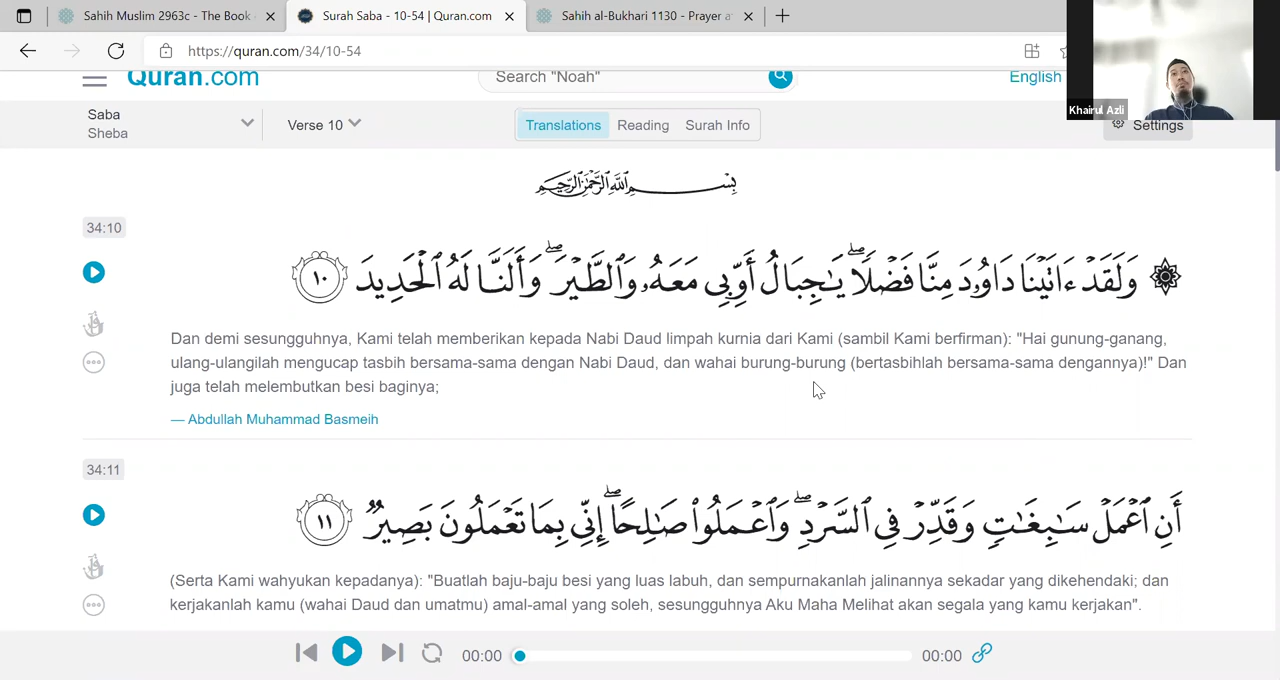 Sahih Muslim 2963c - The Book
Surah Saba - 10-54 | Quran.com
Sahih al-Bukhari 1130 - Prayer a
https://quran.com/34/10-54
Quran.com
Search "Noah"
English
Khairul Azli
Saba
Sheba
Verse 10
Translations
Reading
Surah Info
Settings
بِسْمِ ٱللَّهِ ٱلرَّحْمَٰنِ ٱلرَّحِيمِ
34:10
۞ وَلَقَدْ ءَاتَيْنَا دَاوُۥدَ مِنَّا فَضْلًا ۖ يَـٰجِبَالُ أَوِّبِى مَعَهُۥ وَٱلطَّيْرَ ۖ وَأَلَنَّا لَهُ ٱلْحَدِيدَ ١٠
Dan demi sesungguhnya, Kami telah memberikan kepada Nabi Daud limpah kurnia dari Kami (sambil Kami berfirman): "Hai gunung-ganang,
ulang-ulangilah mengucap tasbih bersama-sama dengan Nabi Daud, dan wahai burung-burung (bertasbihlah bersama-sama dengannya)!" Dan
juga telah melembutkan besi baginya;
— Abdullah Muhammad Basmeih
34:11
أَنِ ٱعْمَلْ سَـٰبِغَـٰتٍ وَقَدِّرْ فِى ٱلسَّرْدِ ۖ وَٱعْمَلُوا۟ صَـٰلِحًا ۖ إِنِّى بِمَا تَعْمَلُونَ بَصِيرٌ ١١
(Serta Kami wahyukan kepadanya): "Buatlah baju-baju besi yang luas labuh, dan sempurnakanlah jalinannya sekadar yang dikehendaki; dan
kerjakanlah kamu (wahai Daud dan umatmu) amal-amal yang soleh, sesungguhnya Aku Maha Melihat akan segala yang kamu kerjakan".
00:00
00:00